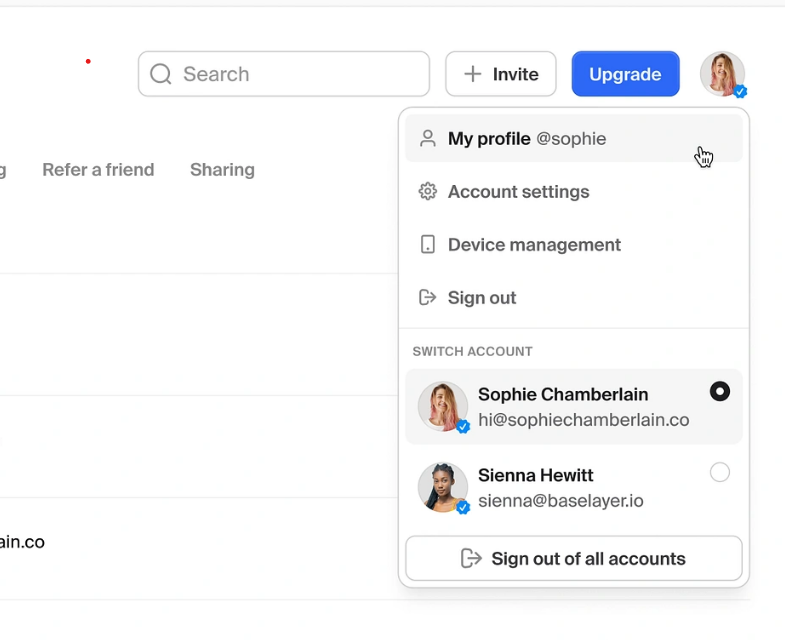 Search
Invite
Upgrade
My profile @sophie
g
Refer a friend
Sharing
Account settings
Device management
Sign out
SWITCH ACCOUNT
Sophie Chamberlain
hi@sophiechamberlain.co
Sienna Hewitt
sienna@baselayer.io
ain.co
Sign out of all accounts